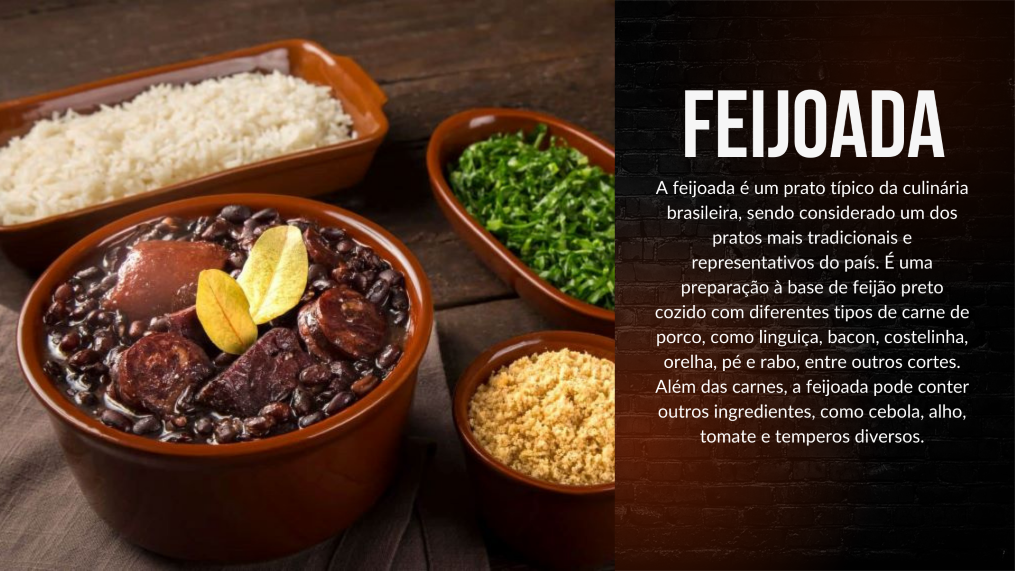 FEIJOADA
A feijoada é um prato típico da culinária
brasileira, sendo considerado um dos
pratos mais tradicionais e
representativos do país. É uma
preparação à base de feijão preto
cozido com diferentes tipos de carne de
porco, como linguiça, bacon, costelinha,
orelha, pé e rabo, entre outros cortes.
Além das carnes, a feijoada pode conter
outros ingredientes, como cebola, alho,
tomate e temperos diversos.